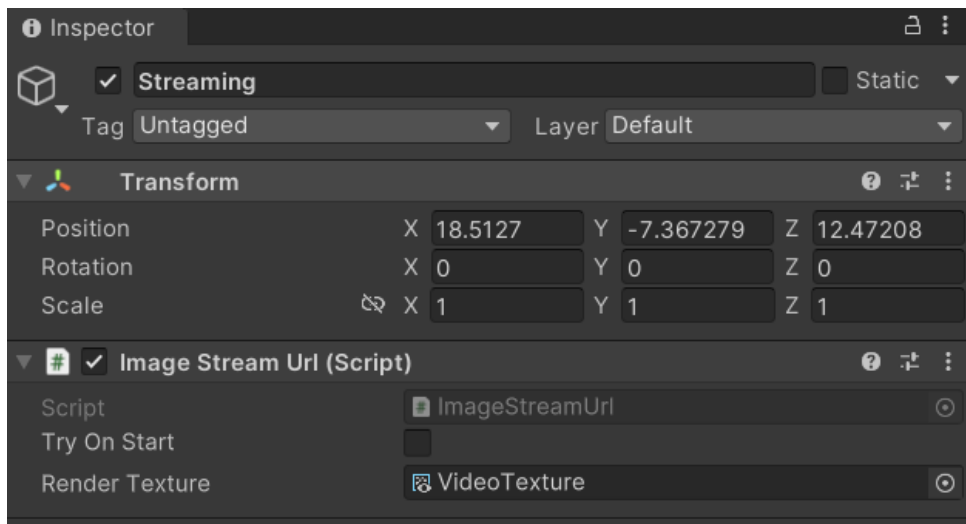 Inspector
Streaming Static
Tag Untagged Layer Default
Transform
Position X 18.5127 Y -7.367279 Z 12.47208
Rotation X 0 Y 0 Z 0
Scale X 1 Y 1 Z 1
# Image Stream Url (Script)
Script # ImageStreamUrl
Try On Start
Render Texture VideoTexture